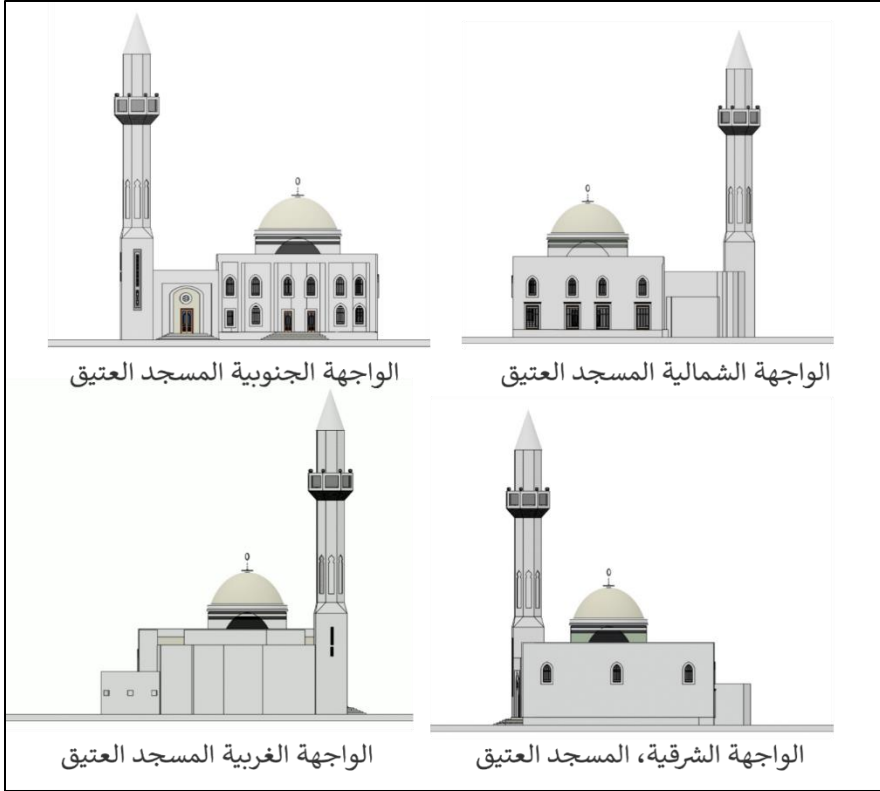 الواجهة الشمالية المسجد العتيق
الواجهة الجنوبية المسجد العتيق
الواجهة الشرقية، المسجد العتيق
الواجهة الغربية المسجد العتيق